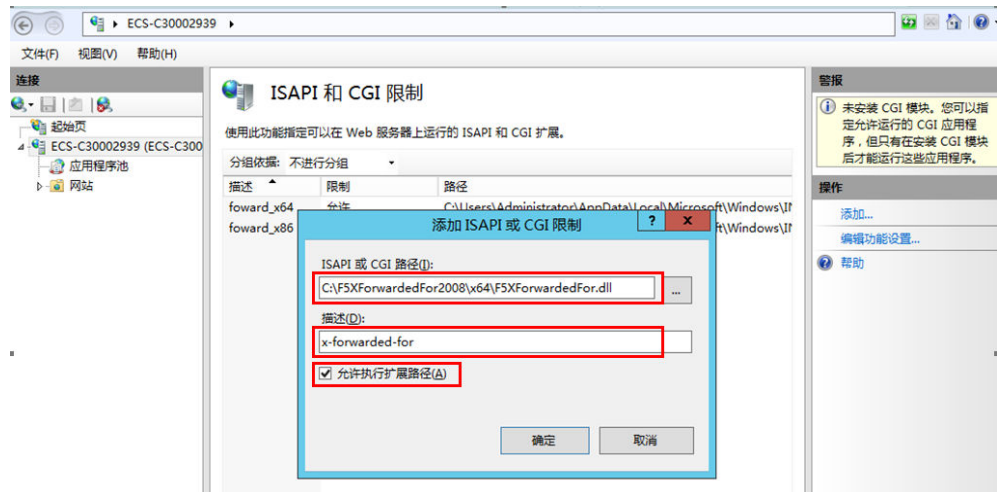 ECS-C30002939
文件(F) 视图(V) 帮助(H)
连接
起始页
ECS-C30002939 (ECS-C300
应用程序池
网站
ISAPI 和 CGI 限制
使用此功能指定可以在 Web 服务器上运行的 ISAPI 和 CGI 扩展。
分组依据: 不进行分组
描述 限制 路径
foward_x64 允许 C:\Users\Administrator\AppData\Local\Microsoft\Windows\IN
foward_x86 ft\Windows\IN
添加 ISAPI 或 CGI 限制 ? x
ISAPI 或 CGI 路径(I):
C:\F5XForwardedFor2008\x64\F5XForwardedFor.dll ...
描述(D):
x-forwarded-for
允许执行扩展路径(A)
确定 取消
警报
未安装 CGI 模块。您可以指
定允许运行的 CGI 应用程
序，但只有在安装 CGI 模块
后才能运行这些应用程序。
操作
添加...
编辑功能设置...
帮助